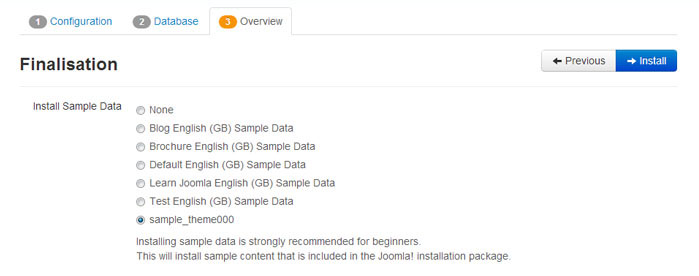 1 Configuration 2 Database 3 Overview
Finalisation
Previous Install
Install Sample Data
None
Blog English (GB) Sample Data
Brochure English (GB) Sample Data
Default English (GB) Sample Data
Learn Joomla English (GB) Sample Data
Test English (GB) Sample Data
sample_theme000
Installing sample data is strongly recommended for beginners.
This will install sample content that is included in the Joomla! installation package.